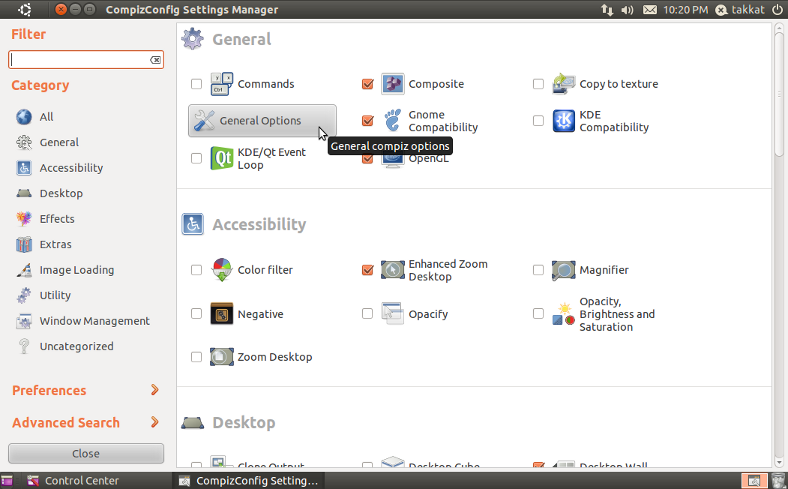 CompizConfig Settings Manager
10:20 PM
takkat
Filter
Category
All
General
Accessibility
Desktop
Effects
Extras
Image Loading
Utility
Window Management
Uncategorized
Preferences
Advanced Search
Close
General
Commands
Composite
Copy to texture
General Options
Gnome
Compatibility
KDE
Compatibility
General compiz options
KDE/Qt Event
Loop
OpenGL
Accessibility
Color filter
Enhanced Zoom
Desktop
Magnifier
Negative
Opacify
Opacity,
Brightness and
Saturation
Zoom Desktop
Desktop
Clone Output
Desktop Cube
Desktop Wall
Control Center
CompizConfig Setting...